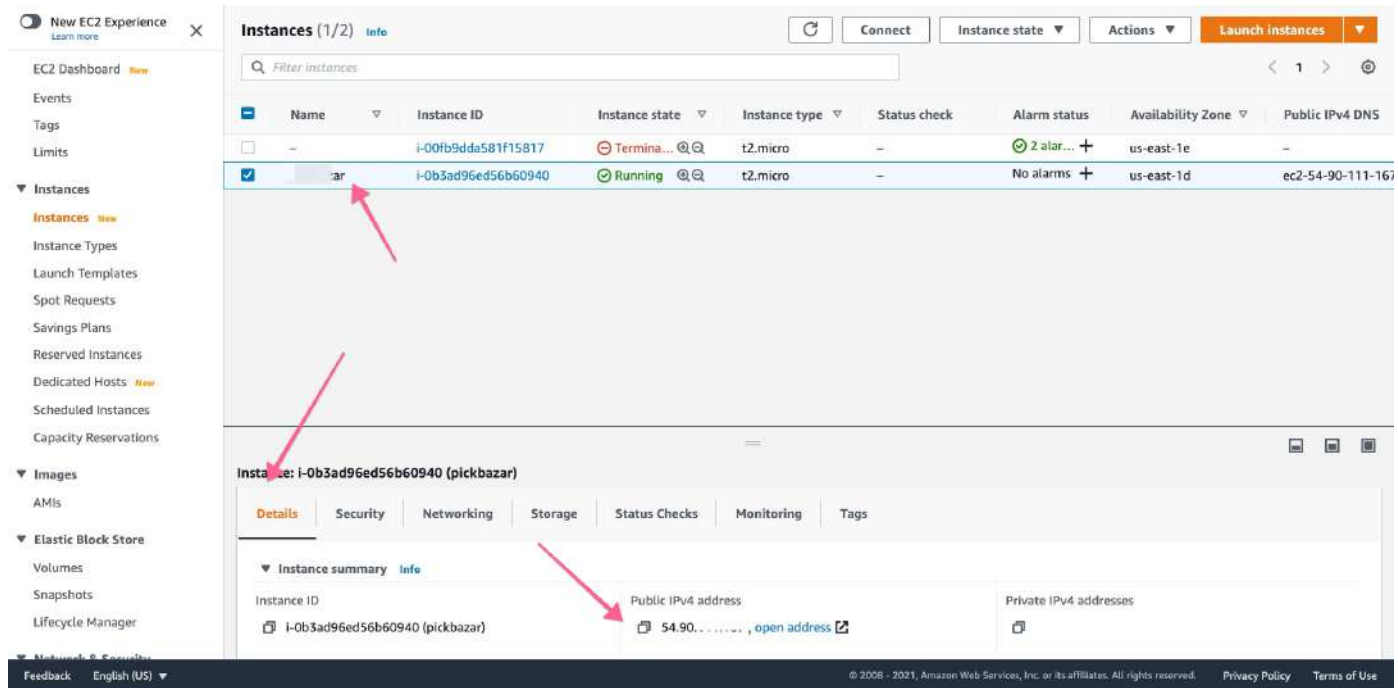 New EC2 Experience
Learn more
EC2 Dashboard New
Events
Tags
Limits
Instances
Instances New
Instance Types
Launch Templates
Spot Requests
Savings Plans
Reserved Instances
Dedicated Hosts New
Scheduled Instances
Capacity Reservations
Images
AMIs
Elastic Block Store
Volumes
Snapshots
Lifecycle Manager
Network & Security
Instances (1/2) Info
Connect Instance state Actions Launch instances
Filter instances
1
Name Instance ID Instance state Instance type Status check Alarm status Availability Zone Public IPv4 DNS
– i-00fb9dda581f15817 Termina... t2.micro – 2 alar... + us-east-1e –
zar i-0b3ad96ed56b60940 Running t2.micro – No alarms + us-east-1d ec2-54-90-111-167
Instance: i-0b3ad96ed56b60940 (pickbazar)
Details Security Networking Storage Status Checks Monitoring Tags
Instance summary Info
Instance ID Public IPv4 address Private IPv4 addresses
i-0b3ad96ed56b60940 (pickbazar) 54.90. , open address
Feedback English (US) © 2008 - 2021, Amazon Web Services, Inc. or its affiliates. All rights reserved. Privacy Policy Terms of Use